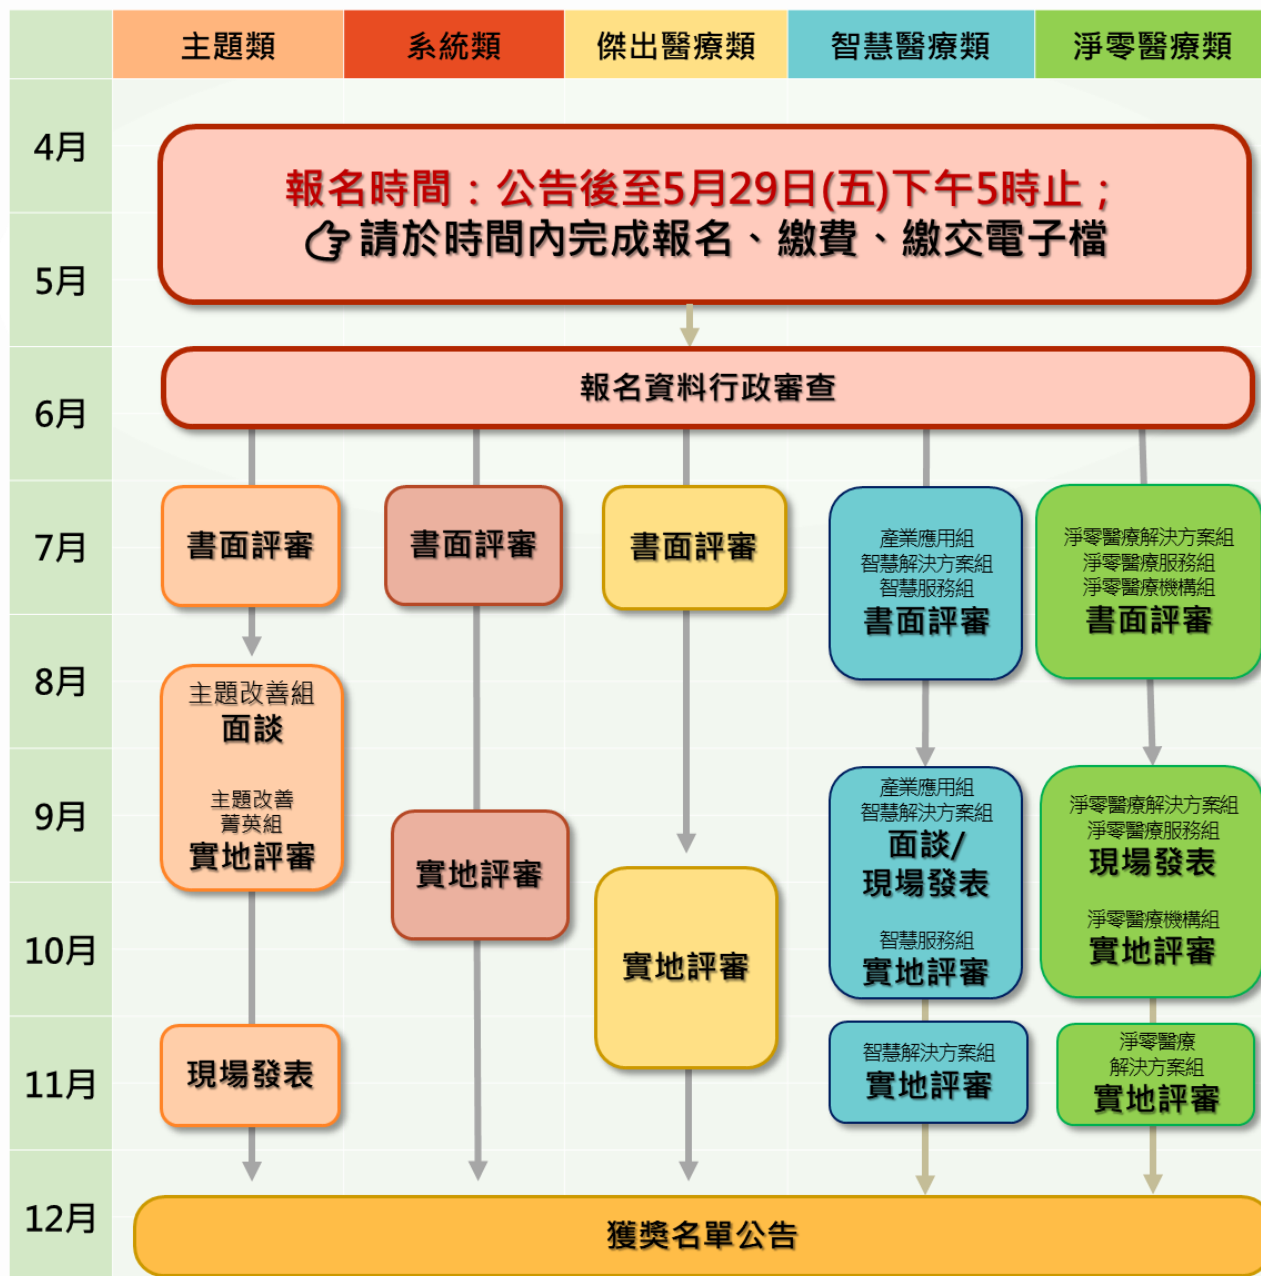 主題類
系統類
傑出醫療類
智慧醫療類
淨零醫療類
4月
報名時間：公告後至5月29日(五)下午5時止；
請於時間內完成報名、繳費、繳交電子檔
5月
6月
報名資料行政審查
7月
書面評審
書面評審
書面評審
產業應用組
智慧解決方案組
智慧服務組
書面評審
淨零醫療解決方案組
淨零醫療服務組
淨零醫療機構組
書面評審
8月
主題改善組
面談
主題改善
菁英組
實地評審
9月
實地評審
實地評審
產業應用組
智慧解決方案組
面談/
現場發表
智慧服務組
實地評審
淨零醫療解決方案組
淨零醫療服務組
現場發表
淨零醫療機構組
實地評審
10月
11月
現場發表
智慧解決方案組
實地評審
淨零醫療
解決方案組
實地評審
12月
獲獎名單公告